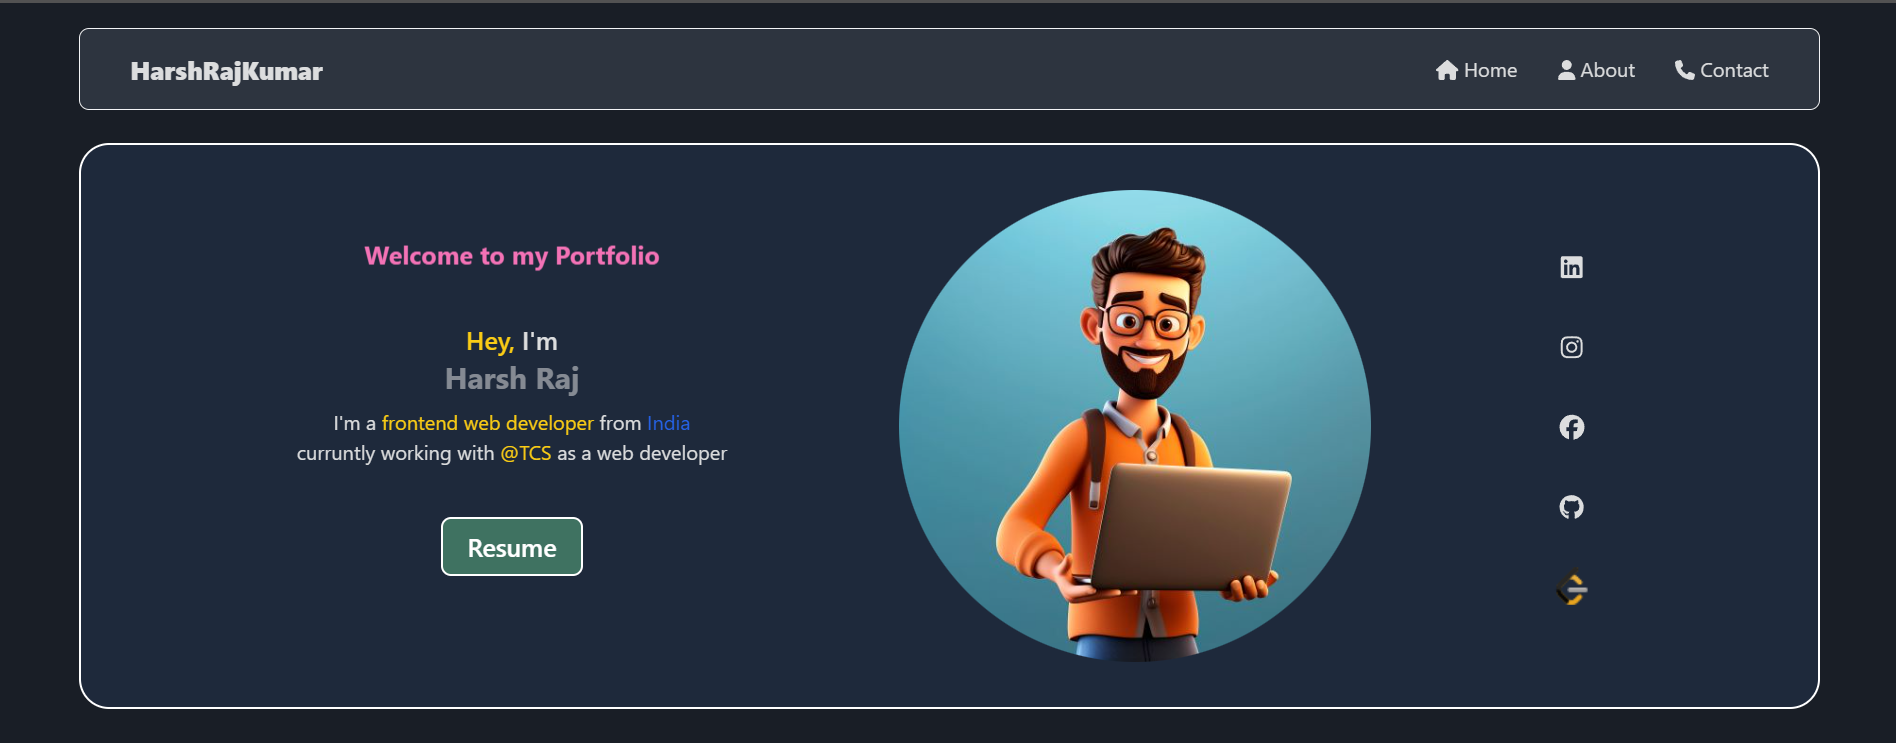 HarshRajKumar
Home About Contact
Welcome to my Portfolio
Hey, I'm
Harsh Raj
I'm a frontend web developer from India
curruntly working with @TCS as a web developer
Resume
in